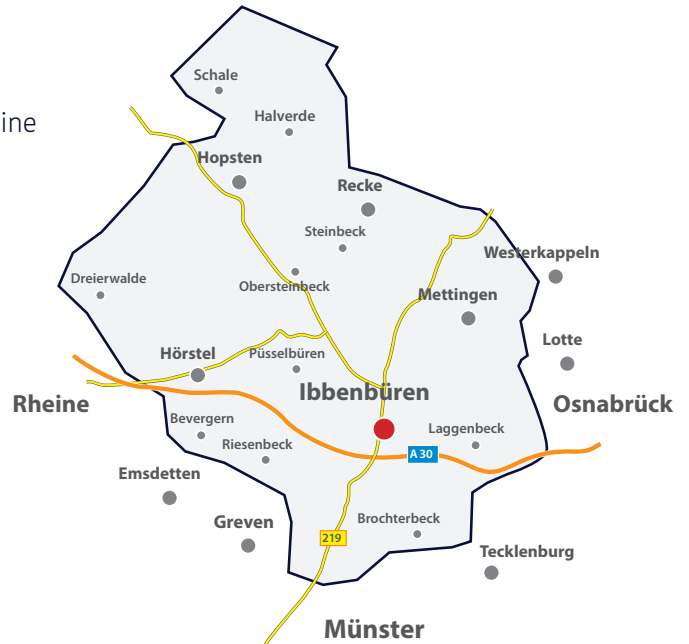 Schale
Halverde
ine
Hopsten
Recke
Steinbeck
Westerkappeln
Dreierwalde
Obersteinbeck
Mettingen
Lotte
Hörstel
Püsselbüren
Ibbenbüren
Rheine
Osnabrück
Bevergern
Laggenbeck
Riesenbeck
A 30
Emsdetten
Brochterbeck
Greven
219
Tecklenburg
Münster